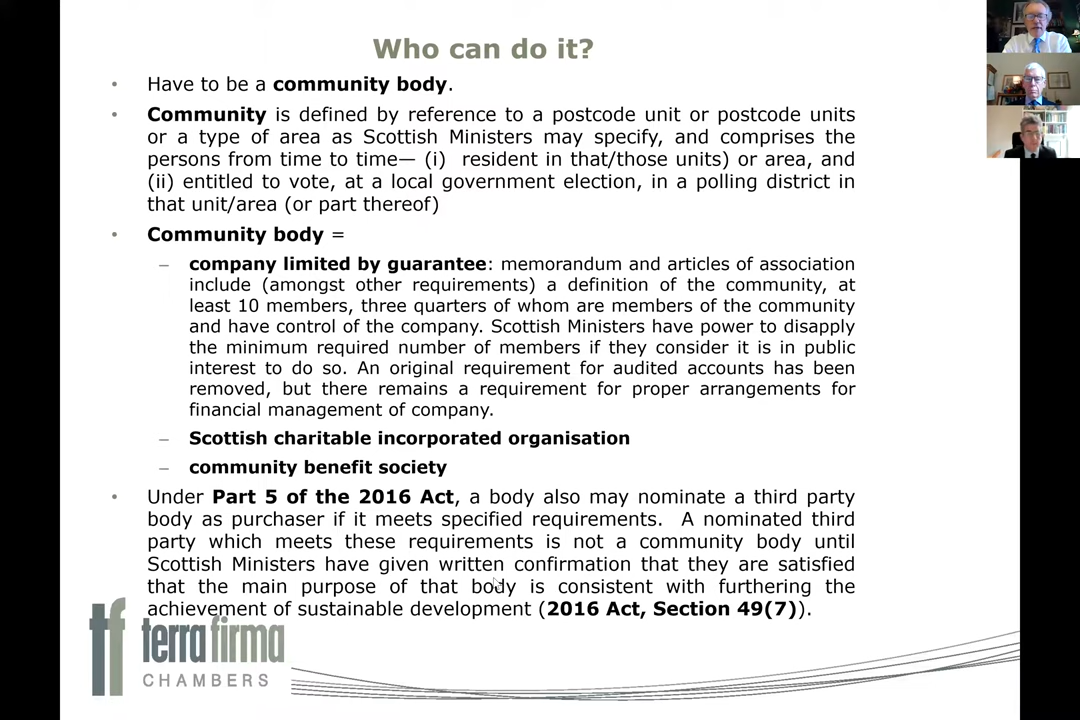 Who can do it?
• Have to be a community body.
• Community is defined by reference to a postcode unit or postcode units
or a type of area as Scottish Ministers may specify, and comprises the
persons from time to time— (i) resident in that/those units) or area, and
(ii) entitled to vote, at a local government election, in a polling district in
that unit/area (or part thereof)
• Community body =
– company limited by guarantee: memorandum and articles of association
include (amongst other requirements) a definition of the community, at
least 10 members, three quarters of whom are members of the community
and have control of the company. Scottish Ministers have power to disapply
the minimum required number of members if they consider it is in public
interest to do so. An original requirement for audited accounts has been
removed, but there remains a requirement for proper arrangements for
financial management of company.
– Scottish charitable incorporated organisation
– community benefit society
• Under Part 5 of the 2016 Act, a body also may nominate a third party
body as purchaser if it meets specified requirements. A nominated third
party which meets these requirements is not a community body until
Scottish Ministers have given written confirmation that they are satisfied
that the main purpose of that body is consistent with furthering the
achievement of sustainable development (2016 Act, Section 49(7)).
tf terra firma
CHAMBERS